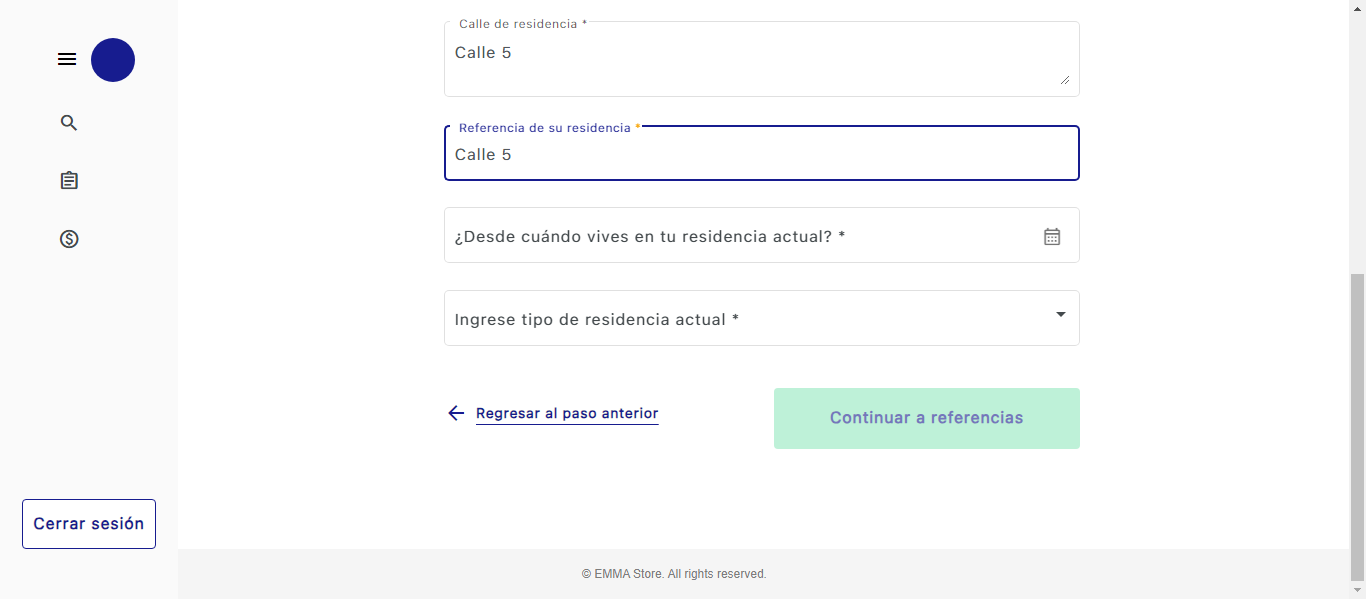 Calle de residencia *
Calle 5
Referencia de su residencia *
Calle 5
¿Desde cuándo vives en tu residencia actual? *
Ingrese tipo de residencia actual *
Regresar al paso anterior
Continuar a referencias
Cerrar sesión
© EMMA Store. All rights reserved.